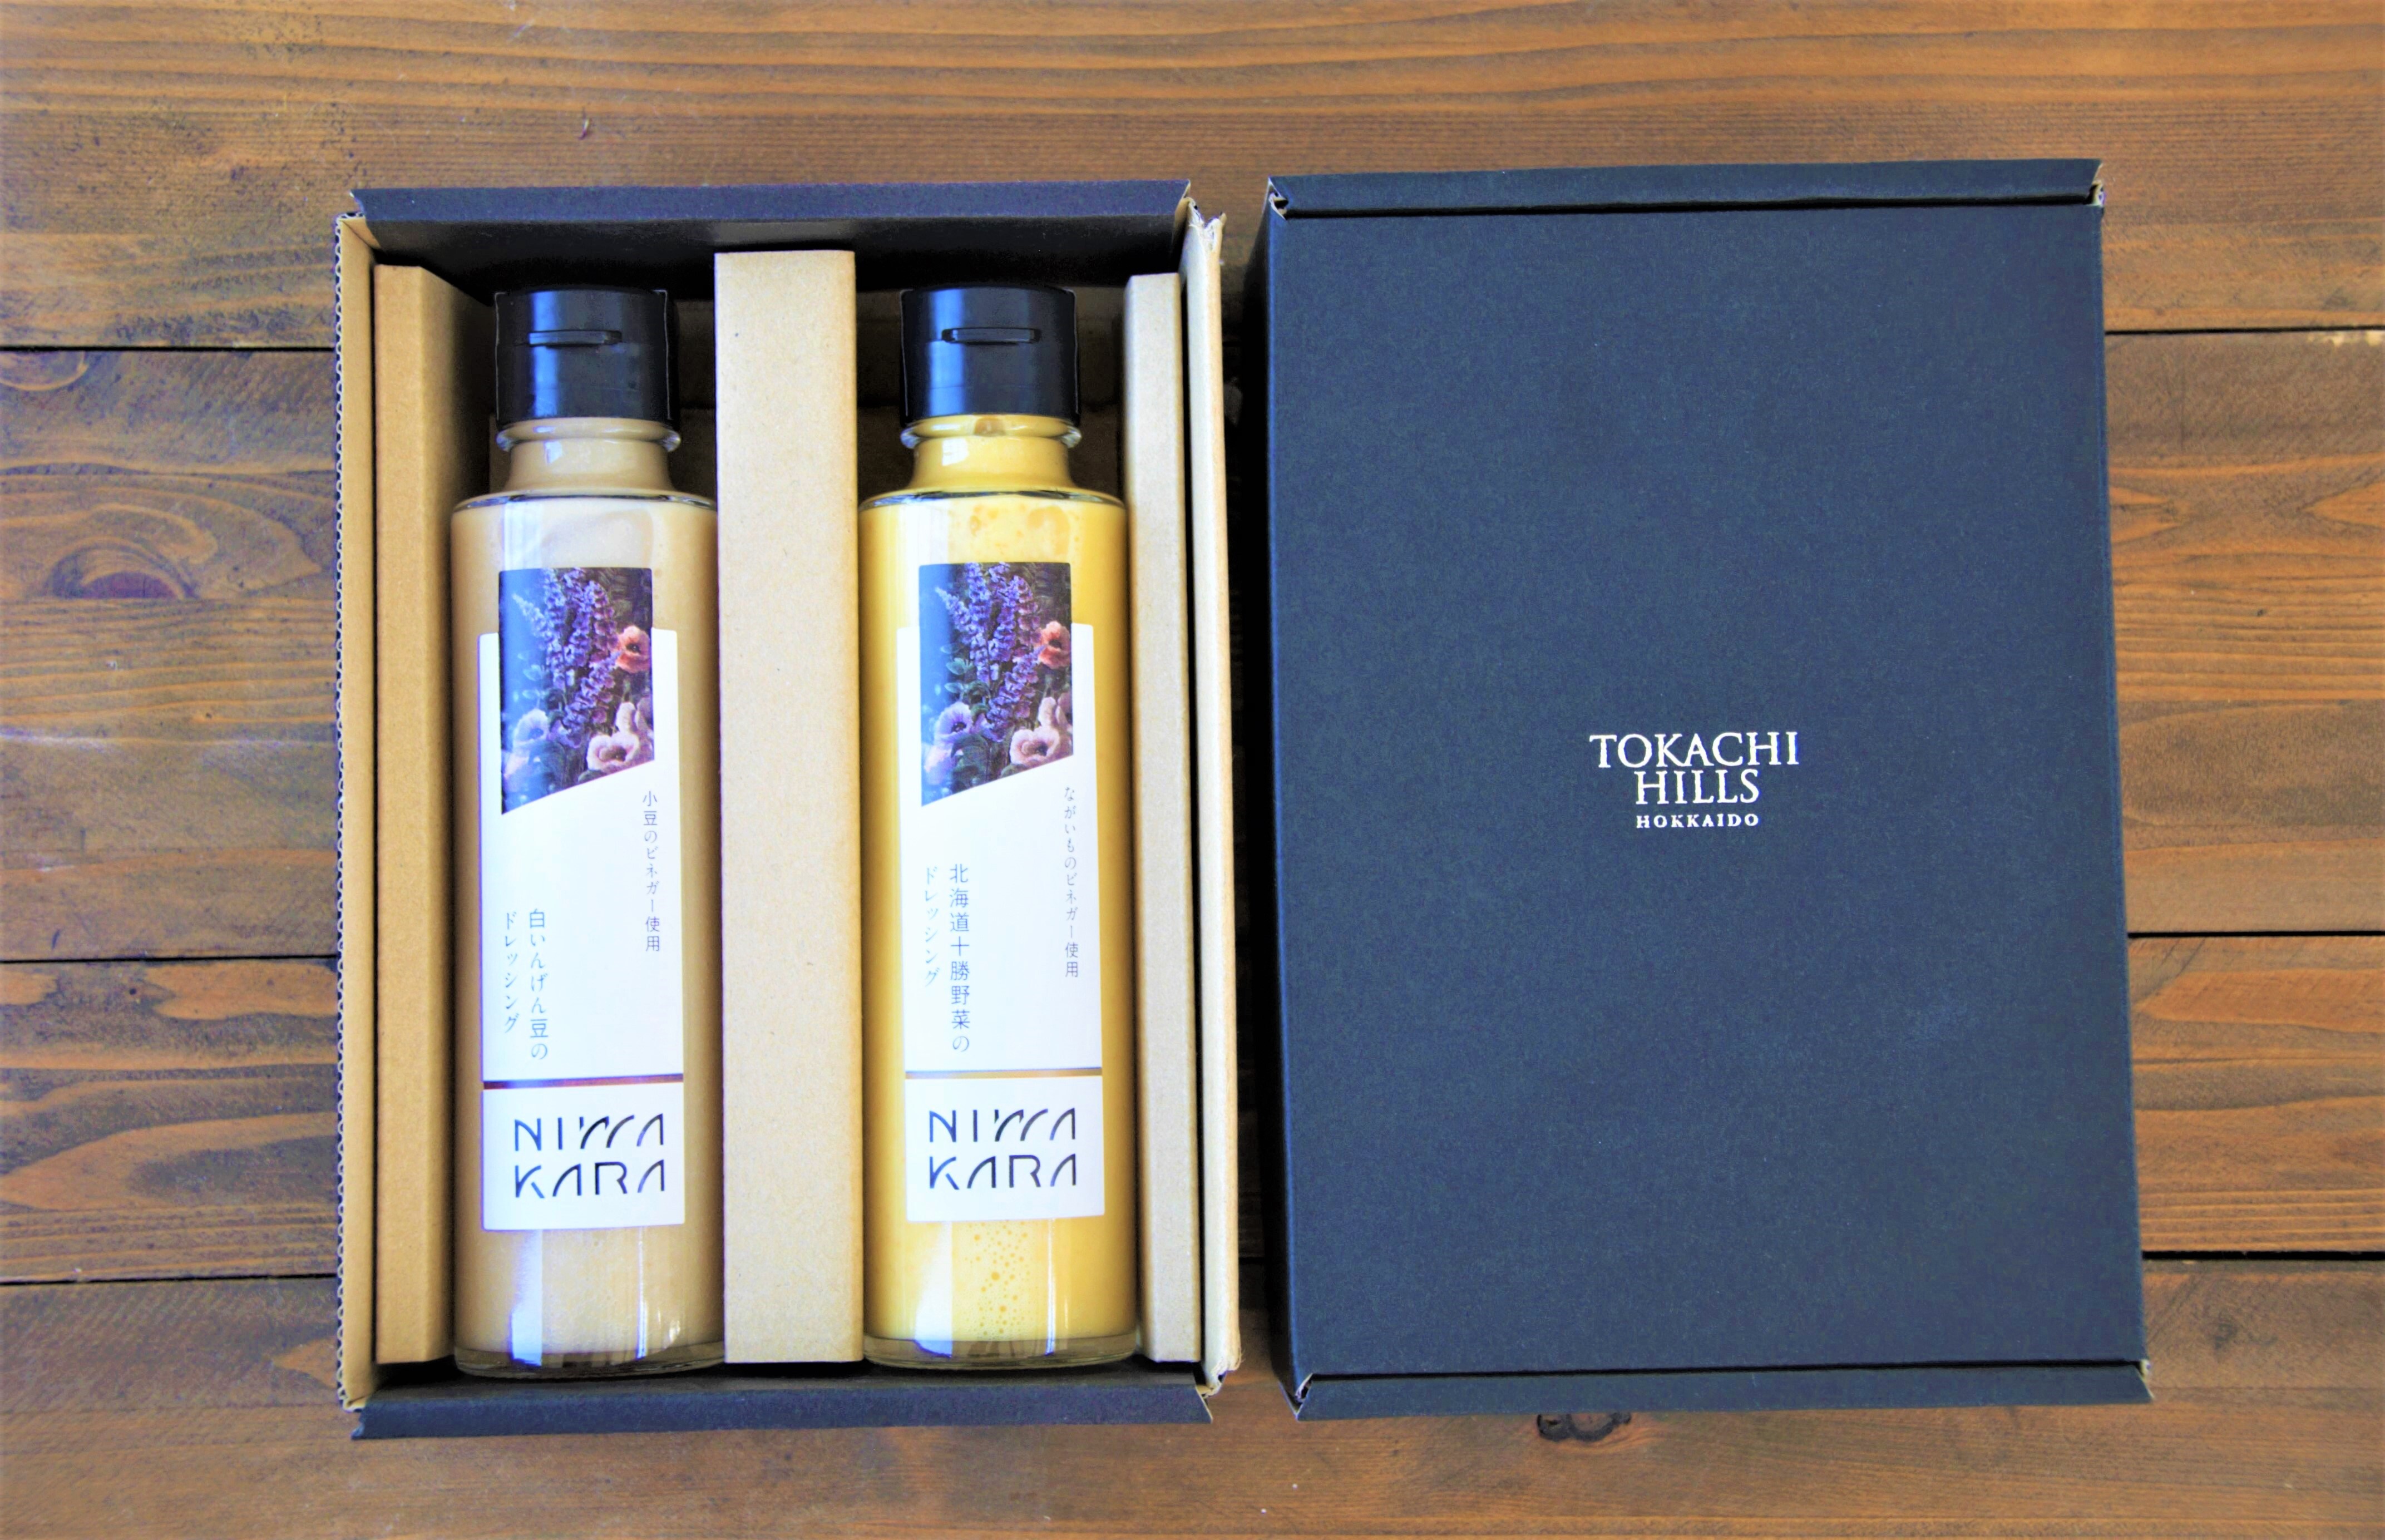 小豆のビネガー使用
白いんげん豆の
ドレッシング
NIWA
KARA
ながいものビネガー使用
北海道十勝野菜の
ドレッシング
NIWA
KARA
TOKACHI
HILLS
HOKKAIDO